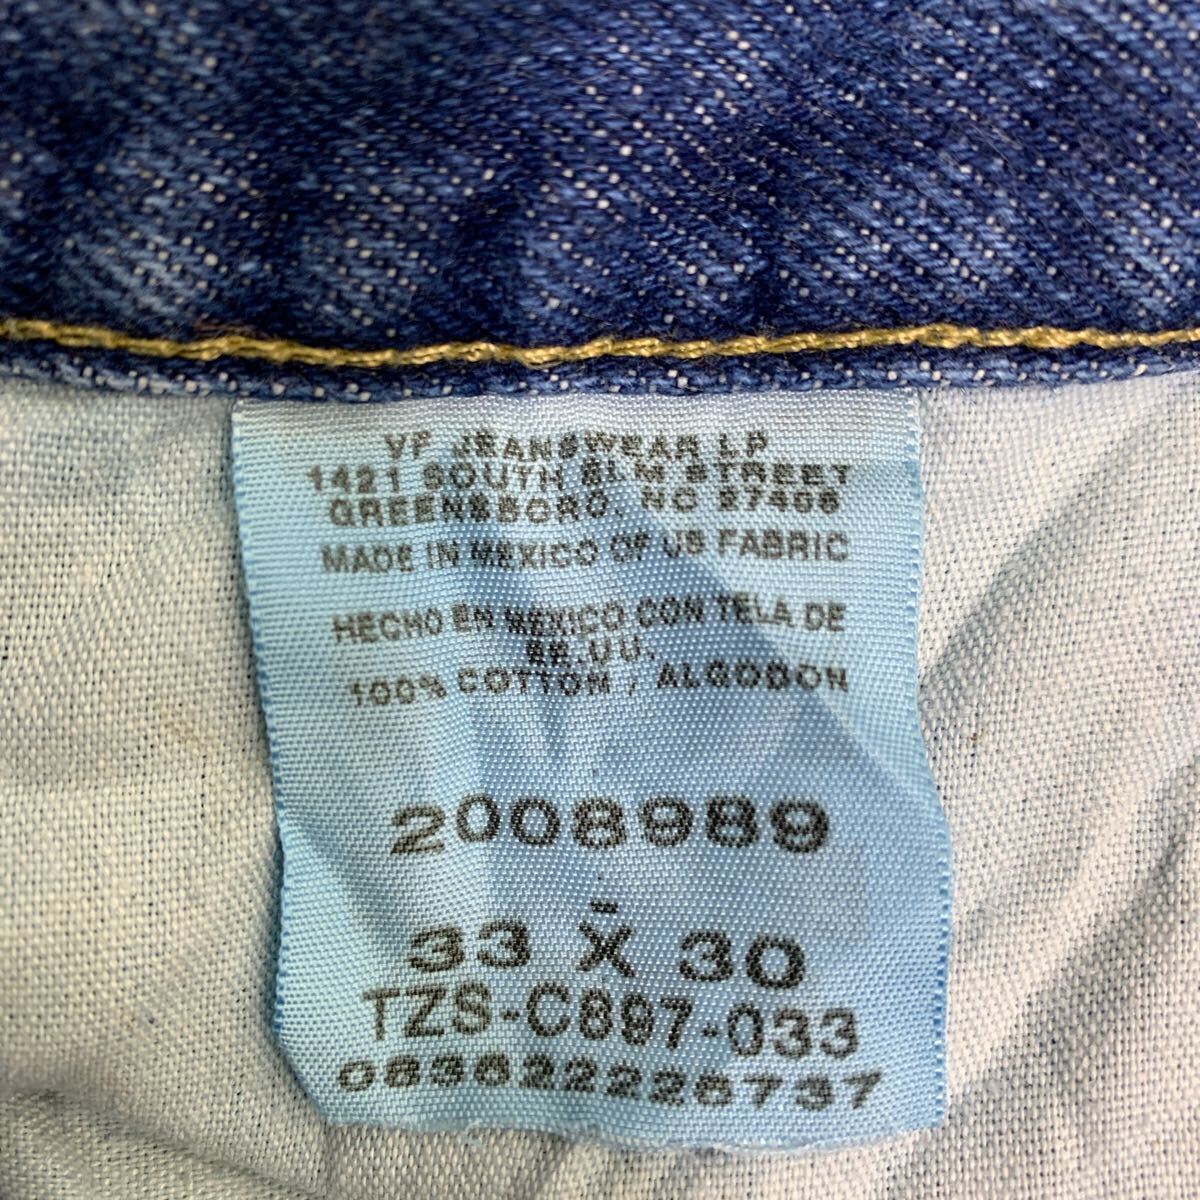 VF JEANSWEAR LP
1421 SOUTH ELM STREET
GREENSBORO, NC 27406
MADE IN MEXICO OF US FABRIC
HECHO EN MEXICO CON TELA DE
EE.UU.
100% COTTON / ALGODON
2008989
33 X 30
TZS-C897-033
083622226737